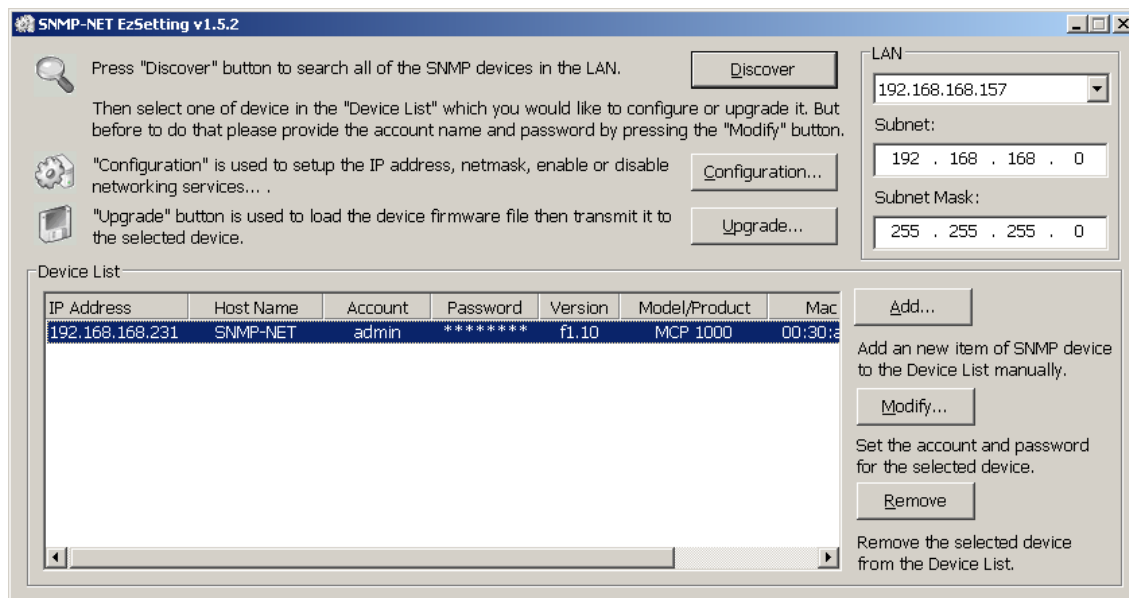 SNMP-NET EzSetting v1.5.2
Press "Discover" button to search all of the SNMP devices in the LAN.
Discover
Then select one of device in the "Device List" which you would like to configure or upgrade it. But
before to do that please provide the account name and password by pressing the "Modify" button.
"Configuration" is used to setup the IP address, netmask, enable or disable
networking services... .
Configuration...
"Upgrade" button is used to load the device firmware file then transmit it to
the selected device.
Upgrade...
LAN
192.168.168.157
Subnet:
192 . 168 . 168 . 0
Subnet Mask:
255 . 255 . 255 . 0
Device List
IP Address Host Name Account Password Version Model/Product Mac
192.168.168.231 SNMP-NET admin ******** f1.10 MCP 1000 00:30:a
Add...
Add an new item of SNMP device
to the Device List manually.
Modify...
Set the account and password
for the selected device.
Remove
Remove the selected device
from the Device List.